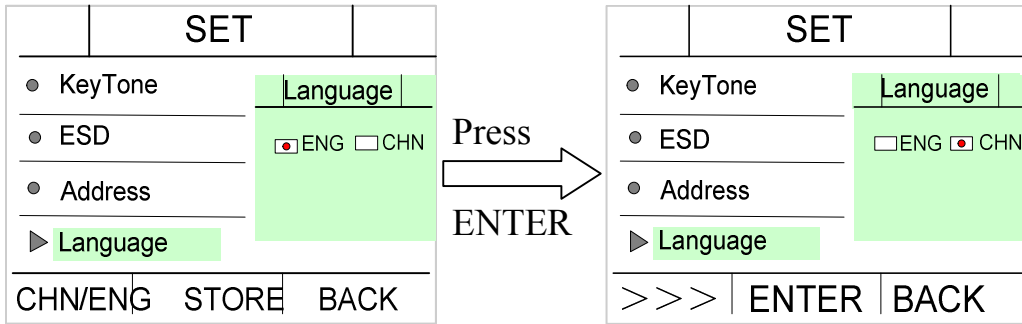 SET
KeyTone
Language
ESD
ENG CHN
Address
Language
CHN/ENG STORE BACK
Press
ENTER
SET
KeyTone
Language
ESD
ENG CHN
Address
Language
>>> ENTER BACK